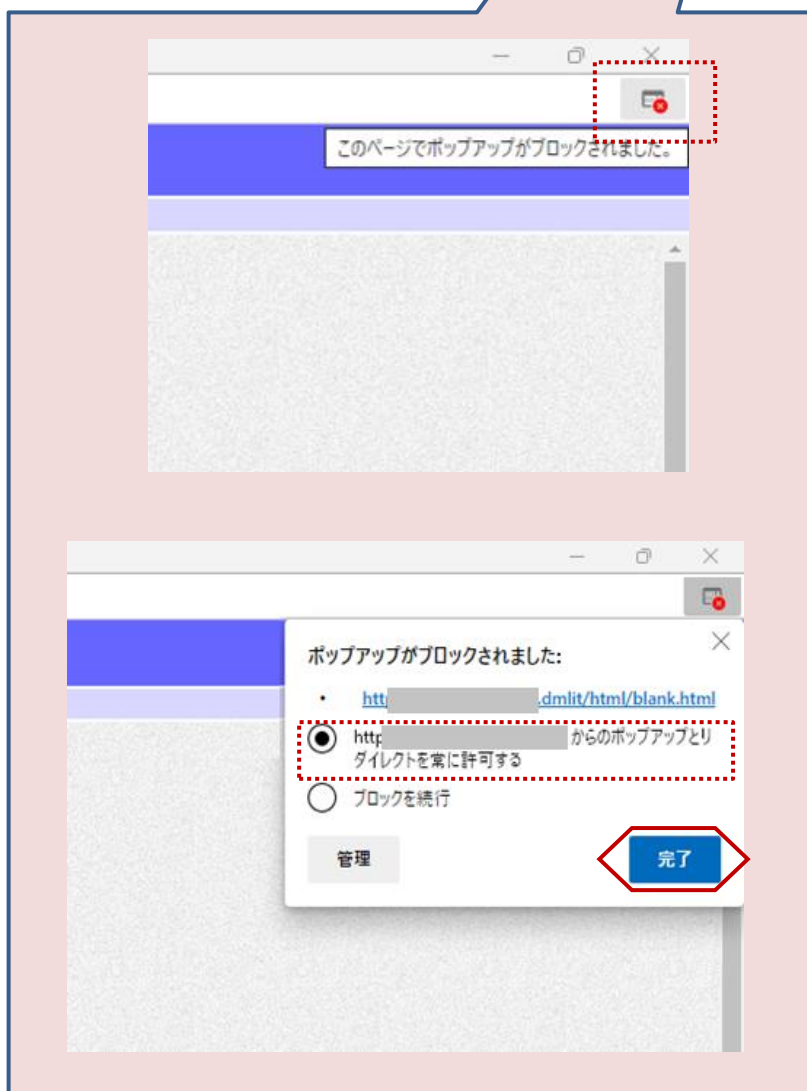 このページでポップアップがブロックされました。
ポップアップがブロックされました:
• htt .dmlit/html/blank.html
http からのポップアップとリ
ダイレクトを常に許可する
ブロックを続行
管理
完了